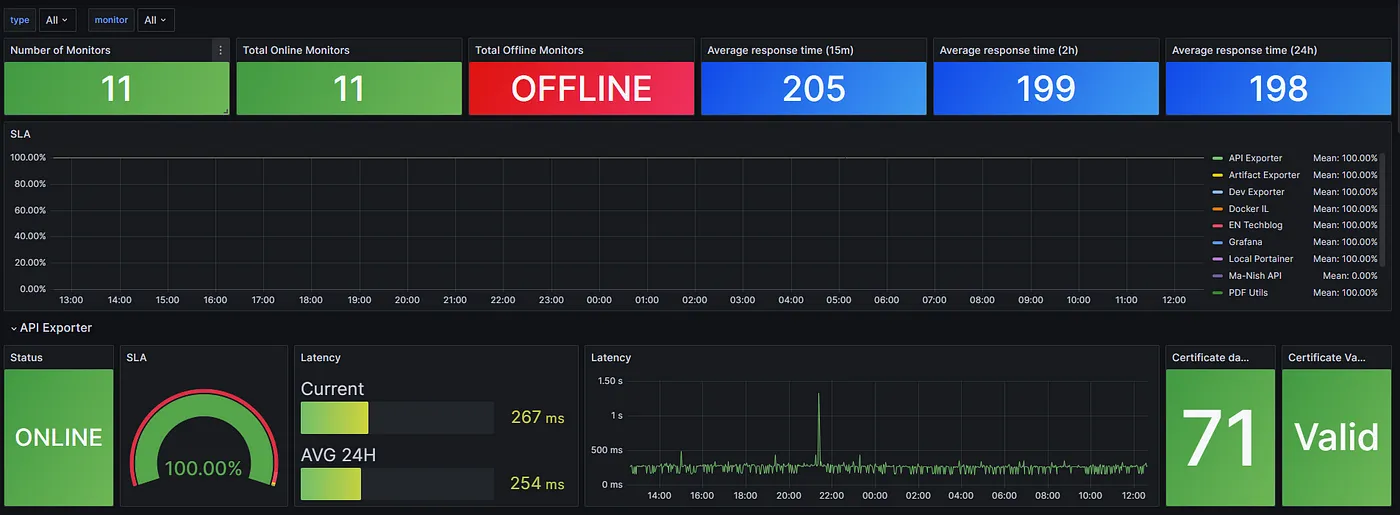 type All monitor All
Number of Monitors
11
Total Online Monitors
11
Total Offline Monitors
OFFLINE
Average response time (15m)
205
Average response time (2h)
199
Average response time (24h)
198
SLA
100.00%
80.00%
60.00%
40.00%
20.00%
0.00%
13:00 14:00 15:00 16:00 17:00 18:00 19:00 20:00 21:00 22:00 23:00 00:00 01:00 02:00 03:00 04:00 05:00 06:00 07:00 08:00 09:00 10:00 11:00 12:00
API Exporter Mean: 100.00%
Artifact Exporter Mean: 100.00%
Dev Exporter Mean: 100.00%
Docker IL Mean: 100.00%
EN Techblog Mean: 100.00%
Grafana Mean: 100.00%
Local Portainer Mean: 100.00%
Ma-Nish API Mean: 0.00%
PDF Utils Mean: 100.00%
API Exporter
Status
ONLINE
SLA
100.00%
Latency
Current
267 ms
AVG 24H
254 ms
Latency
1.50 s
1 s
500 ms
0 ms
14:00 16:00 18:00 20:00 22:00 00:00 02:00 04:00 06:00 08:00 10:00 12:00
Certificate da...
71
Certificate Va...
Valid